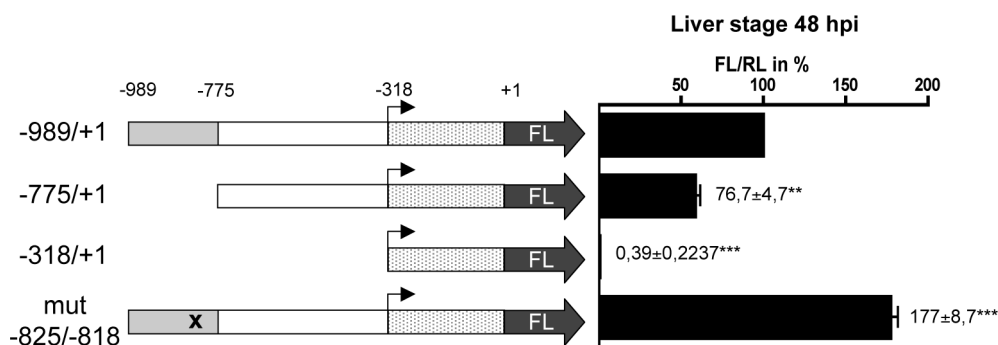 Liver stage 48 hpi
FL/RL in %
50 100 150 200
-989 -775 -318 +1
-989/+1 FL
-775/+1 FL 76,7±4,7**
-318/+1 FL 0,39±0,2237***
mut
-825/-818 x FL 177±8,7***